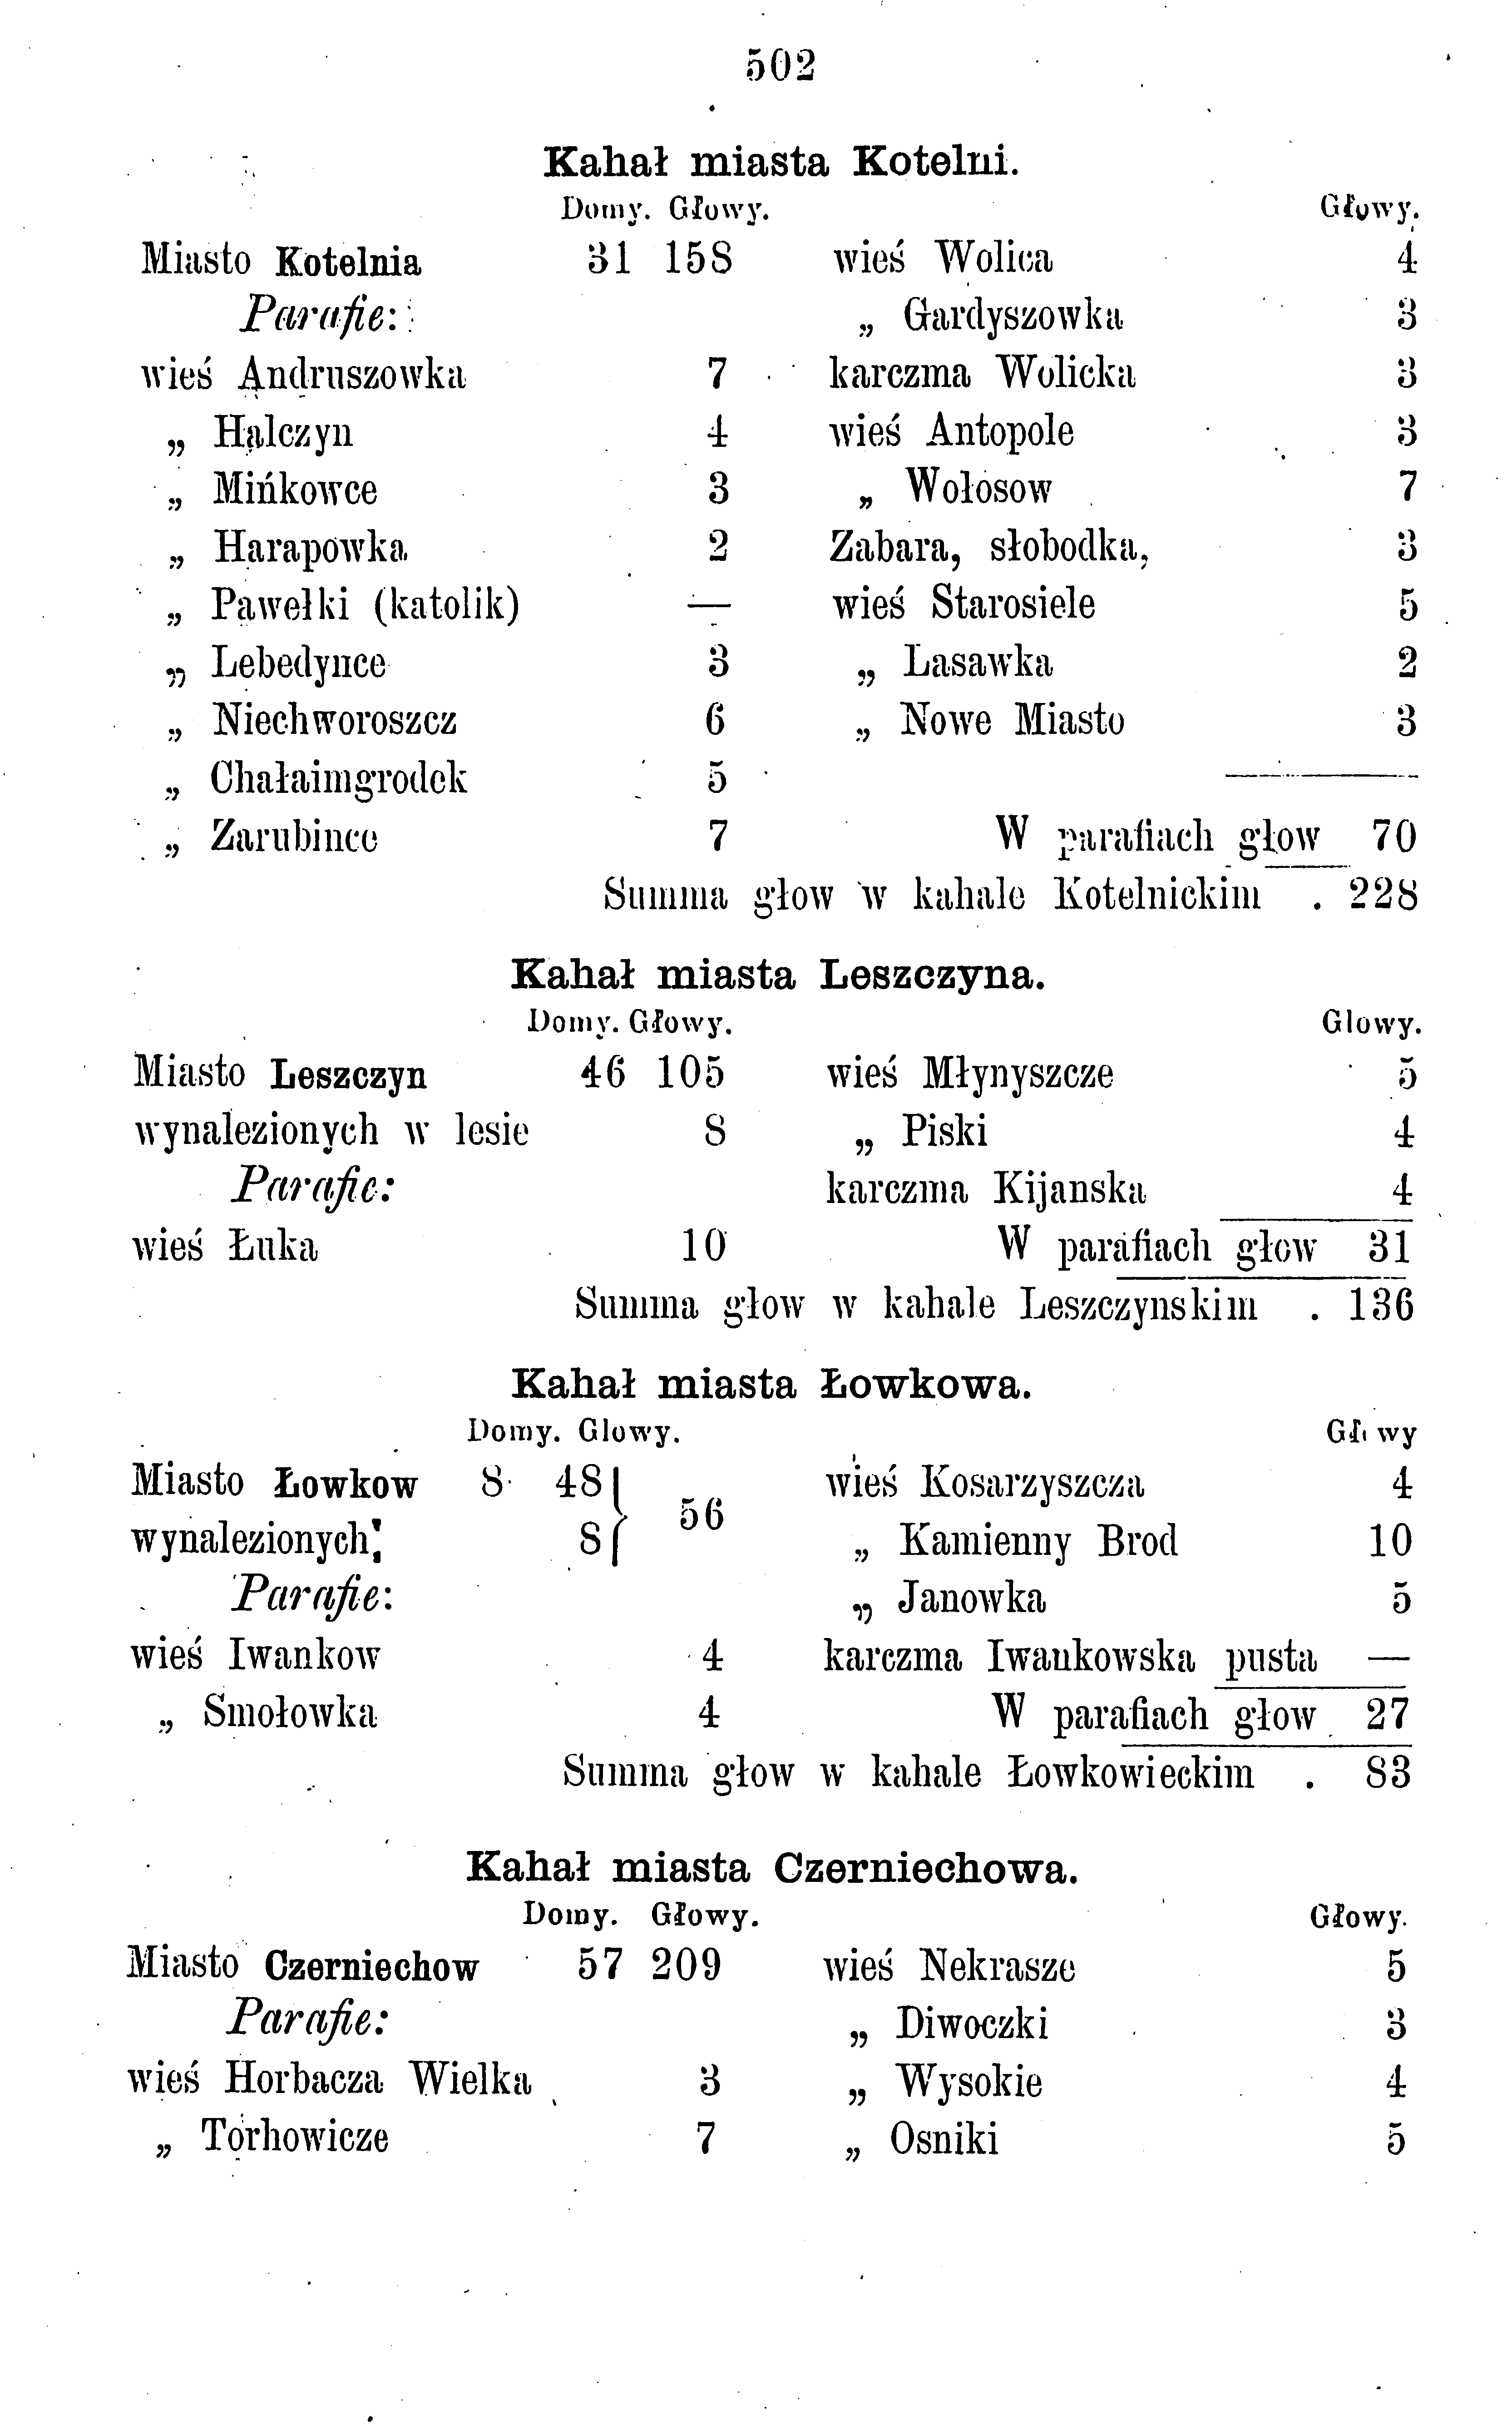 502
Kahał miasta Kotelni.
Domy. Głowy. Głowy.
Miasto Kotelnia 31 158 wieś Wolica 4
Parafie: „ Gardyszowka 3
wieś Andruszowka 7 karczma Wolicka 3
„ Halczyn 4 wieś Antopole 3
„ Mińkowce 3 „ Wołosow 7
„ Harapowka 2 Zabara, słobodka, 3
„ Pawełki (katolik) — wieś Starosiele 5
„ Lebedynce 3 „ Lasawka 2
„ Niechworoszcz 6 „ Nowe Miasto 3
„ Chałaimgrodek 5
„ Zarubince 7 W parafiach głow 70
Summa głow w kahale Kotelnickim . 228
Kahał miasta Leszczyna.
Domy. Głowy. Glowy.
Miasto Leszczyn 46 105 wieś Młynyszcze 5
wynalezionych w lesie 8 „ Piski 4
Parafie: karczma Kijanska 4
wieś Łuka 10 W parafiach głow 31
Summa głow w kahale Leszczynskim . 136
Kahał miasta Łowkowa.
Domy. Glowy. Głowy
Miasto Łowkow 8 48 } 56 wieś Kosarzyszcza 4
wynalezionych 8 „ Kamienny Brod 10
Parafie: „ Janowka 5
wieś Iwankow 4 karczma Iwankowska pusta —
„ Smołowka 4 W parafiach głow 27
Summa głow w kahale Łowkowieckim . 83
Kahał miasta Czerniechowa.
Domy. Głowy. Głowy.
Miasto Czerniechow 57 209 wieś Nekrasze 5
Parafie: „ Diwoczki 3
wieś Horbacza Wielka 3 „ Wysokie 4
„ Torhowicze 7 „ Osniki 5